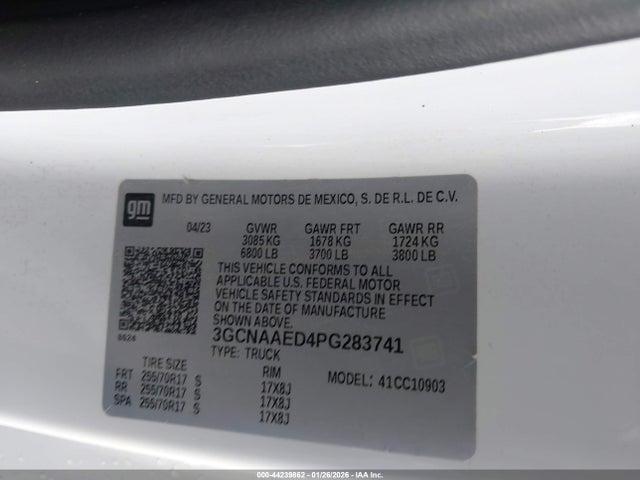 gm
MFD BY GENERAL MOTORS DE MEXICO, S. DE R.L. DE C.V.
04/23 GVWR GAWR FRT GAWR RR
3085 KG 1678 KG 1724 KG
6800 LB 3700 LB 3800 LB
THIS VEHICLE CONFORMS TO ALL
APPLICABLE U.S. FEDERAL MOTOR
VEHICLE SAFETY STANDARDS IN EFFECT
ON THE DATE OF MANUFACTURE
SHOWN ABOVE.
3GCNAAED4PG283741
TYPE: TRUCK
TIRE SIZE RIM MODEL: 41CC10903
FRT 255/70R17 S 17X8J
RR 255/70R17 S 17X8J
SPA 255/70R17 S 17X8J
000-44239862 | 01/26/2026 - IAA Inc.